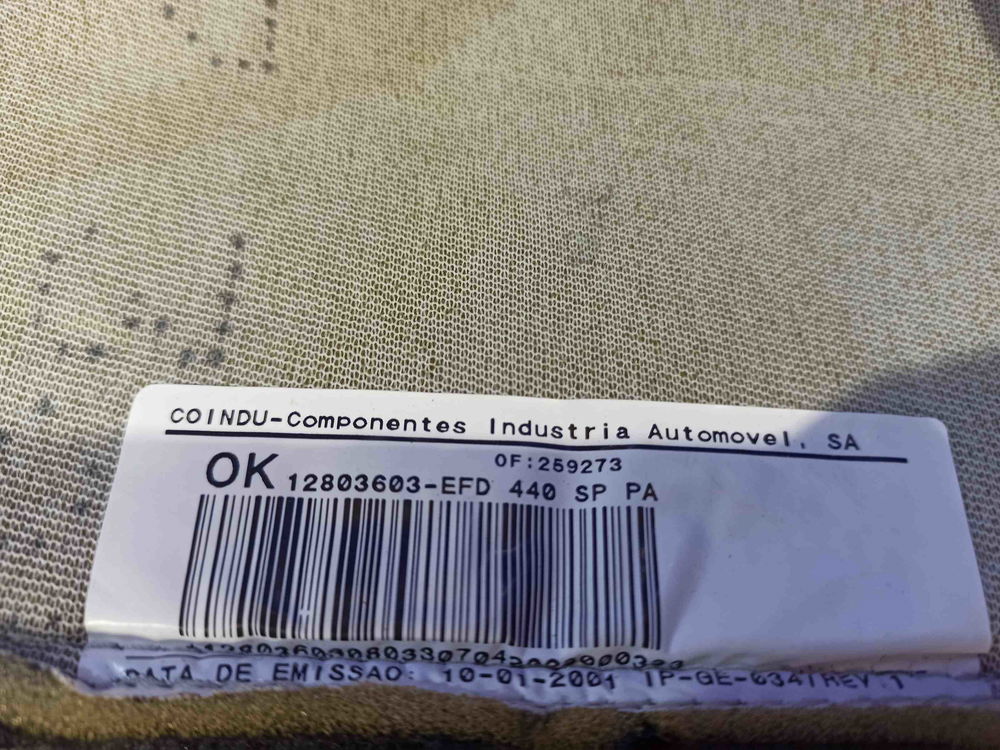 COINDU-Componentes Industria Automovel, SA
OF:259273
OK 12803603-EFD 440 SP PA
DATA DE EMISSAO: 10-01-2001